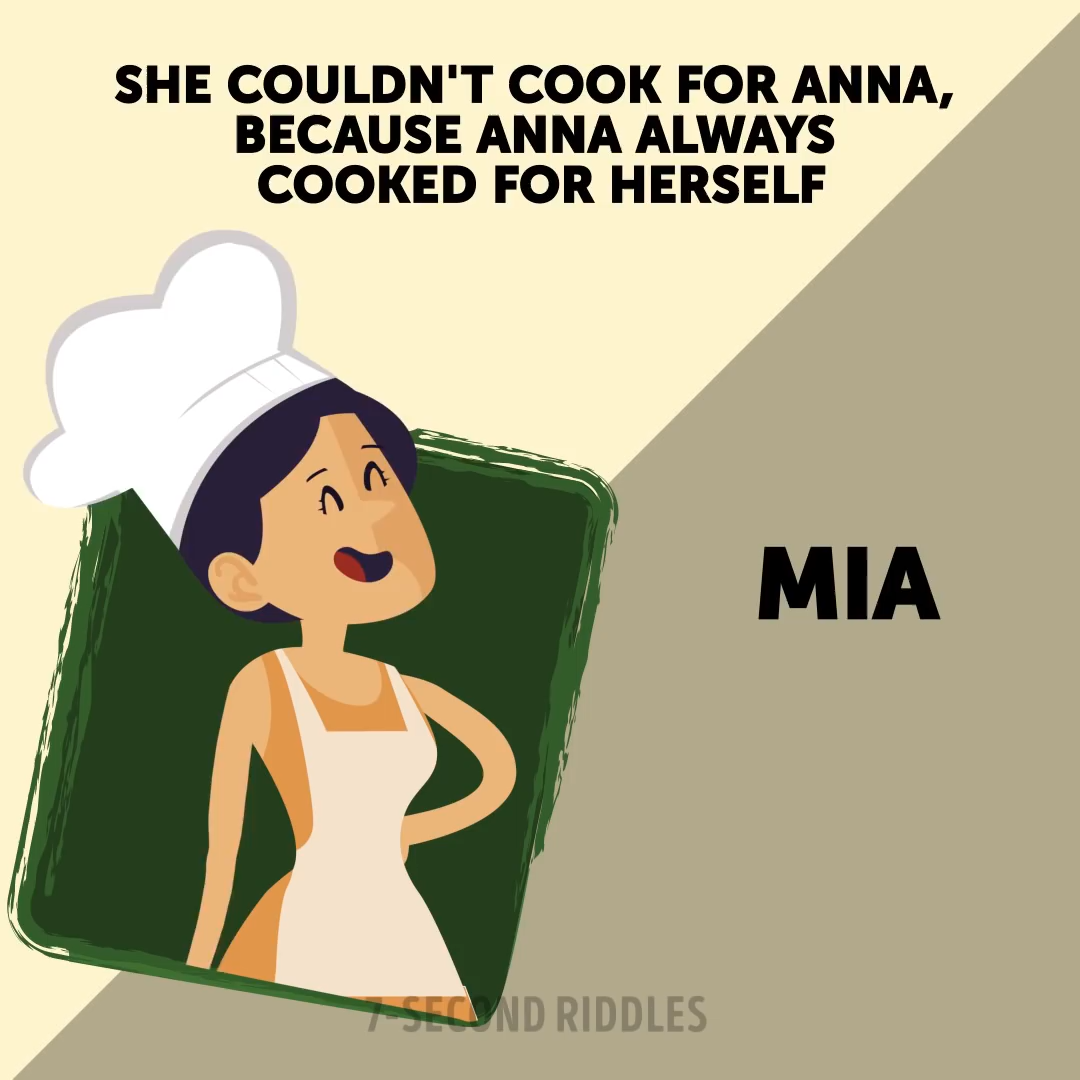 SHE COULDN'T COOK FOR ANNA,
BECAUSE ANNA ALWAYS
COOKED FOR HERSELF
MIA
7-SECOND RIDDLES